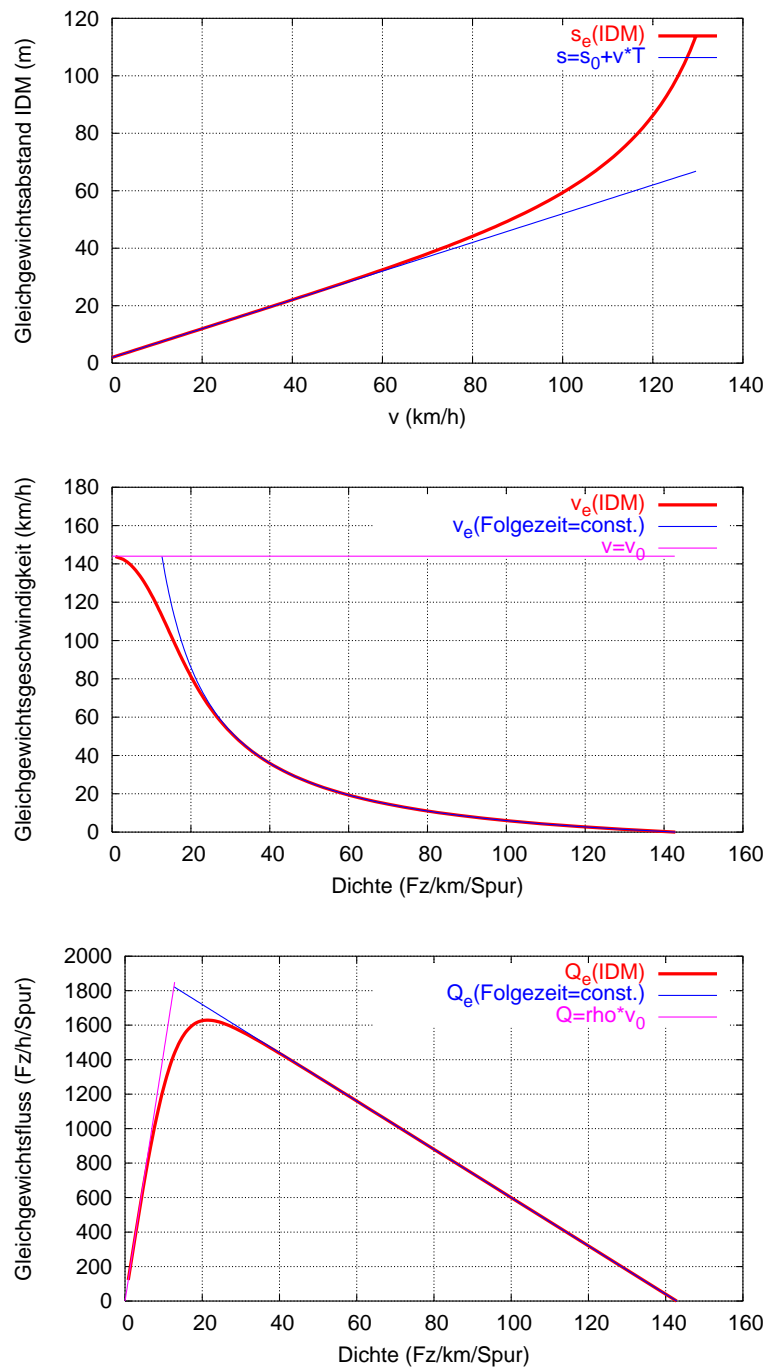 Gleichgewichtsabstand IDM (m)
120
100
80
60
40
20
0
s_e(IDM)
s=s_0+v*T
0 20 40 60 80 100 120 140
v (km/h)
Gleichgewichtsgeschwindigkeit (km/h)
180
160
140
120
100
80
60
40
20
0
v_e(IDM)
v_e(Folgezeit=const.)
v=v_0
0 20 40 60 80 100 120 140 160
Dichte (Fz/km/Spur)
Gleichgewichtsfluss (Fz/h/Spur)
2000
1800
1600
1400
1200
1000
800
600
400
200
0
Q_e(IDM)
Q_e(Folgezeit=const.)
Q=rho*v_0
0 20 40 60 80 100 120 140 160
Dichte (Fz/km/Spur)